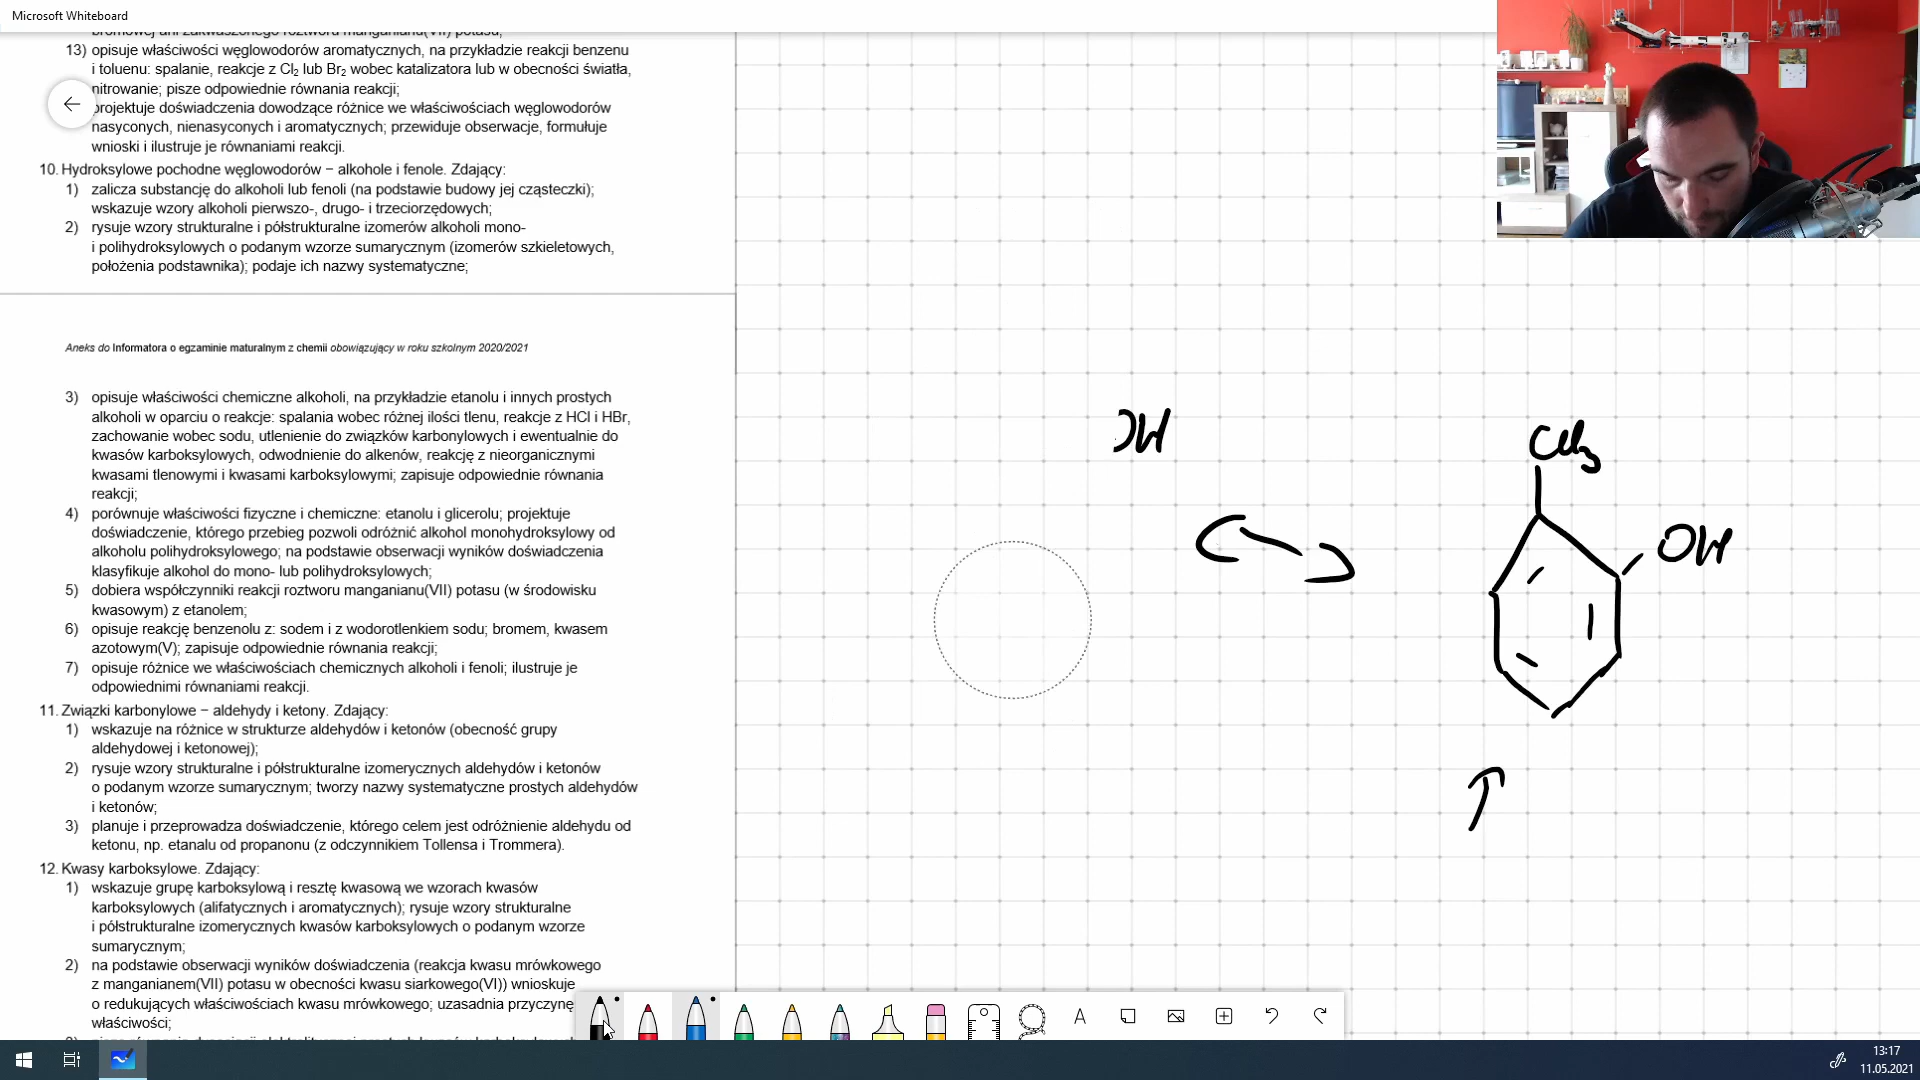 Microsoft Whiteboard
13) opisuje właściwości węglowodorów aromatycznych, na przykładzie reakcji benzenu
i toluenu: spalanie, reakcje z Cl₂ lub Br₂ wobec katalizatora lub w obecności światła,
nitrowanie; pisze odpowiednie równania reakcji;
projektuje doświadczenia dowodzące różnice we właściwościach węglowodorów
nasyconych, nienasyconych i aromatycznych; przewiduje obserwacje, formułuje
wnioski i ilustruje je równaniami reakcji.
10. Hydroksylowe pochodne węglowodorów − alkohole i fenole. Zdający:
1) zalicza substancję do alkoholi lub fenoli (na podstawie budowy jej cząsteczki);
wskazuje wzory alkoholi pierwszo-, drugo- i trzeciorzędowych;
2) rysuje wzory strukturalne i półstrukturalne izomerów alkoholi mono-
i polihydroksylowych o podanym wzorze sumarycznym (izomerów szkieletowych,
położenia podstawnika); podaje ich nazwy systematyczne;
Aneks do Informatora o egzaminie maturalnym z chemii obowiązujący w roku szkolnym 2020/2021
3) opisuje właściwości chemiczne alkoholi, na przykładzie etanolu i innych prostych
alkoholi w oparciu o reakcje: spalania wobec różnej ilości tlenu, reakcje z HCl i HBr,
zachowanie wobec sodu, utlenienie do związków karbonylowych i ewentualnie do
kwasów karboksylowych, odwodnienie do alkenów, reakcję z nieorganicznymi
kwasami tlenowymi i kwasami karboksylowymi; zapisuje odpowiednie równania
reakcji;
4) porównuje właściwości fizyczne i chemiczne: etanolu i glicerolu; projektuje
doświadczenie, którego przebieg pozwoli odróżnić alkohol monohydroksylowy od
alkoholu polihydroksylowego; na podstawie obserwacji wyników doświadczenia
klasyfikuje alkohol do mono- lub polihydroksylowych;
5) dobiera współczynniki reakcji roztworu manganianu(VII) potasu (w środowisku
kwasowym) z etanolem;
6) opisuje reakcję benzenolu z: sodem i z wodorotlenkiem sodu; bromem, kwasem
azotowym(V); zapisuje odpowiednie równania reakcji;
7) opisuje różnice we właściwościach chemicznych alkoholi i fenoli; ilustruje je
odpowiednimi równaniami reakcji.
11. Związki karbonylowe − aldehydy i ketony. Zdający:
1) wskazuje na różnice w strukturze aldehydów i ketonów (obecność grupy
aldehydowej i ketonowej);
2) rysuje wzory strukturalne i półstrukturalne izomerycznych aldehydów i ketonów
o podanym wzorze sumarycznym; tworzy nazwy systematyczne prostych aldehydów
i ketonów;
3) planuje i przeprowadza doświadczenie, którego celem jest odróżnienie aldehydu od
ketonu, np. etanalu od propanonu (z odczynnikiem Tollensa i Trommera).
12. Kwasy karboksylowe. Zdający:
1) wskazuje grupę karboksylową i resztę kwasową we wzorach kwasów
karboksylowych (alifatycznych i aromatycznych); rysuje wzory strukturalne
i półstrukturalne izomerycznych kwasów karboksylowych o podanym wzorze
sumarycznym;
2) na podstawie obserwacji wyników doświadczenia (reakcja kwasu mrówkowego
z manganianem(VII) potasu w obecności kwasu siarkowego(VI)) wnioskuje
o redukujących właściwościach kwasu mrówkowego; uzasadnia przyczynę
właściwości;
CH₃
OH
13:17
11.05.2021